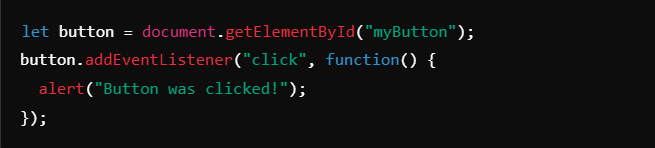 let button = document.getElementById("myButton");
button.addEventListener("click", function() {
  alert("Button was clicked!");
});